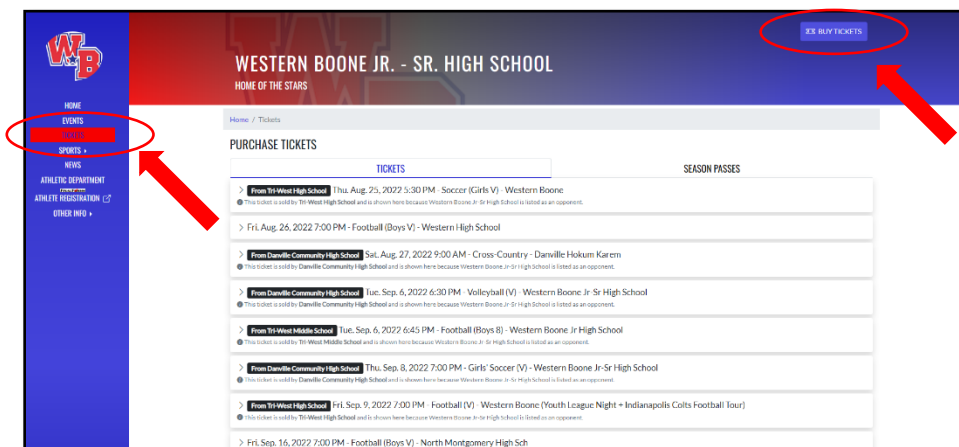 WB
BUY TICKETS
WESTERN BOONE JR. - SR. HIGH SCHOOL
HOME OF THE STARS
HOME
EVENTS
TICKETS
SPORTS
NEWS
ATHLETIC DEPARTMENT
ATHLETE REGISTRATION
OTHER INFO
Home / Tickets
PURCHASE TICKETS
TICKETS
SEASON PASSES
From Tri-West High School Thu. Aug. 25, 2022 5:30 PM - Soccer (Girls V) - Western Boone
This ticket is sold by Tri-West High School and is shown here because Western Boone Jr-Sr High School is listed as an opponent.
Fri. Aug. 26, 2022 7:00 PM - Football (Boys V) - Western High School
From Danville Community High School Sat. Aug. 27, 2022 9:00 AM - Cross-Country - Danville Hokum Karem
This ticket is sold by Danville Community High School and is shown here because Western Boone Jr-Sr High School is listed as an opponent.
From Danville Community High School Tue. Sep. 6, 2022 6:30 PM - Volleyball (V) - Western Boone Jr-Sr High School
This ticket is sold by Danville Community High School and is shown here because Western Boone Jr-Sr High School is listed as an opponent.
From Tri-West Middle School Tue. Sep. 6, 2022 6:45 PM - Football (Boys 8) - Western Boone Jr High School
This ticket is sold by Tri-West Middle School and is shown here because Western Boone Jr-Sr High School is listed as an opponent.
From Danville Community High School Thu. Sep. 8, 2022 7:00 PM - Girls' Soccer (V) - Western Boone Jr-Sr High School
This ticket is sold by Danville Community High School and is shown here because Western Boone Jr-Sr High School is listed as an opponent.
From Tri-West High School Fri. Sep. 9, 2022 7:00 PM - Football (V) - Western Boone (Youth League Night + Indianapolis Colts Football Tour)
This ticket is sold by Tri-West High School and is shown here because Western Boone Jr-Sr High School is listed as an opponent.
Fri. Sep. 16, 2022 7:00 PM - Football (Boys V) - North Montgomery High Sch